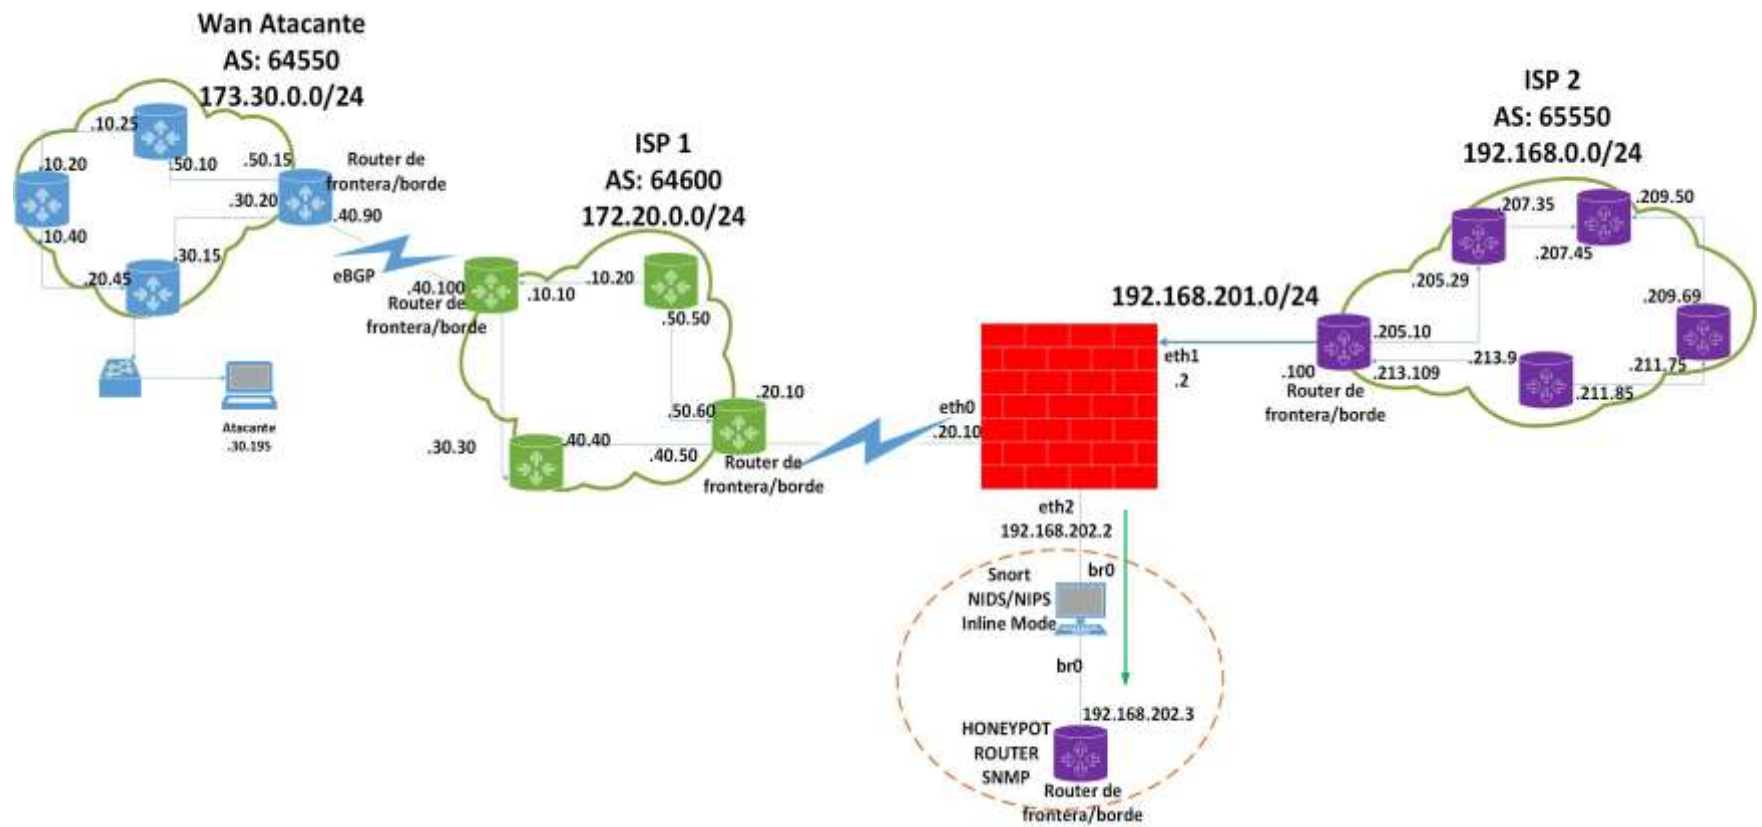 Wan Atacante
AS: 64550
173.30.0.0/24
.10.25
.10.20
.50.10
.50.15
Router de
frontera/borde
.30.20
.40.90
.10.40
.30.15
.20.45
eBGP
Atacante
.30.195
ISP 1
AS: 64600
172.20.0.0/24
.40.100
Router de
frontera/borde
.10.10
.10.20
.50.50
.20.10
.50.60
.30.30
.40.40
.40.50
Router de
frontera/borde
eth0
.20.10
192.168.201.0/24
eth1
.2
ISP 2
AS: 65550
192.168.0.0/24
.207.35
.209.50
.207.45
.205.29
.209.69
.205.10
.213.9
.211.75
.100
.213.109
.211.85
Router de
frontera/borde
eth2
192.168.202.2
br0
Snort
NIDS/NIPS
Inline Mode
br0
192.168.202.3
HONEYPOT
ROUTER
SNMP
Router de
frontera/borde